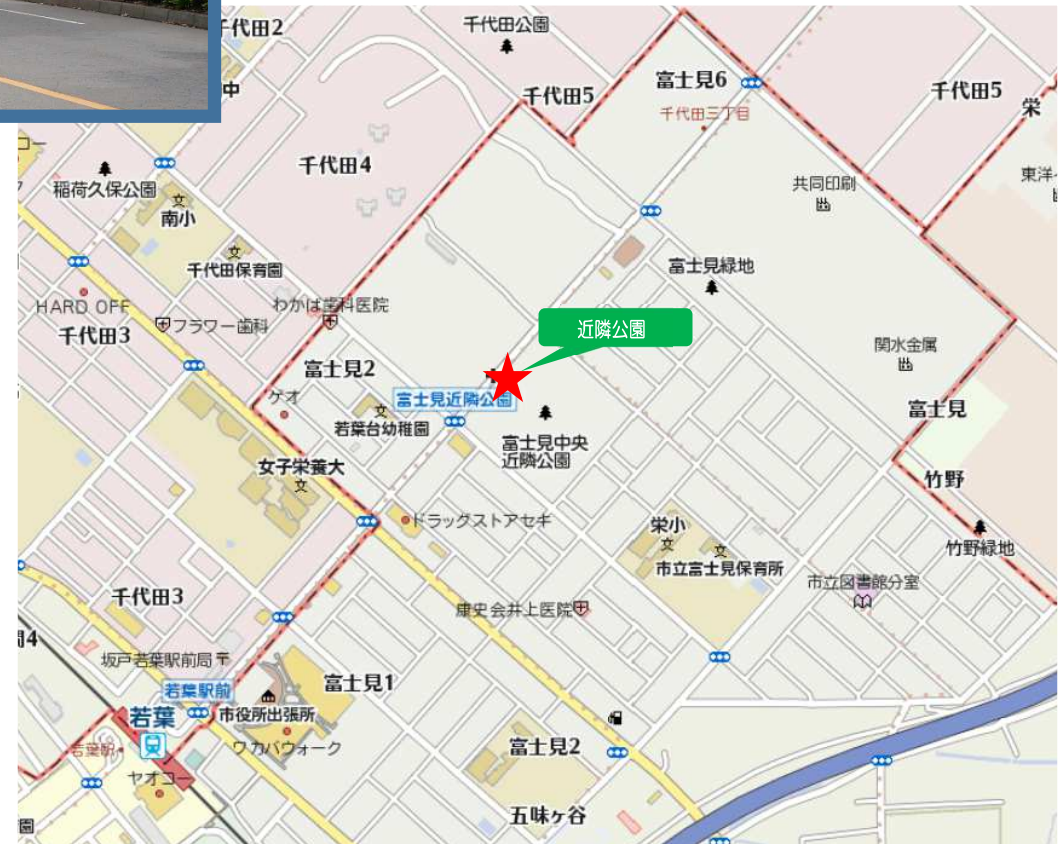 千代田2
千代田公園
中
千代田5
富士見6
千代田三丁目
千代田5
栄
コー
稲荷久保公園
南小
千代田4
共同印刷
東洋
千代田保育園
富士見緑地
HARD OFF
わかば歯科医院
千代田3
フラワー歯科
近隣公園
関水金属
富士見2
ゲオ
富士見近隣公園
富士見
若葉台幼稚園
富士見中央
近隣公園
女子栄養大
竹野
ドラッグストアセキ
栄小
竹野緑地
市立富士見保育所
市立図書館分室
千代田3
康史会井上医院
4
坂戸若葉駅前局
若葉駅前
富士見1
若葉
市役所出張所
若葉駅
ワカバウォーク
富士見2
ヤオコー
五味ヶ谷
園